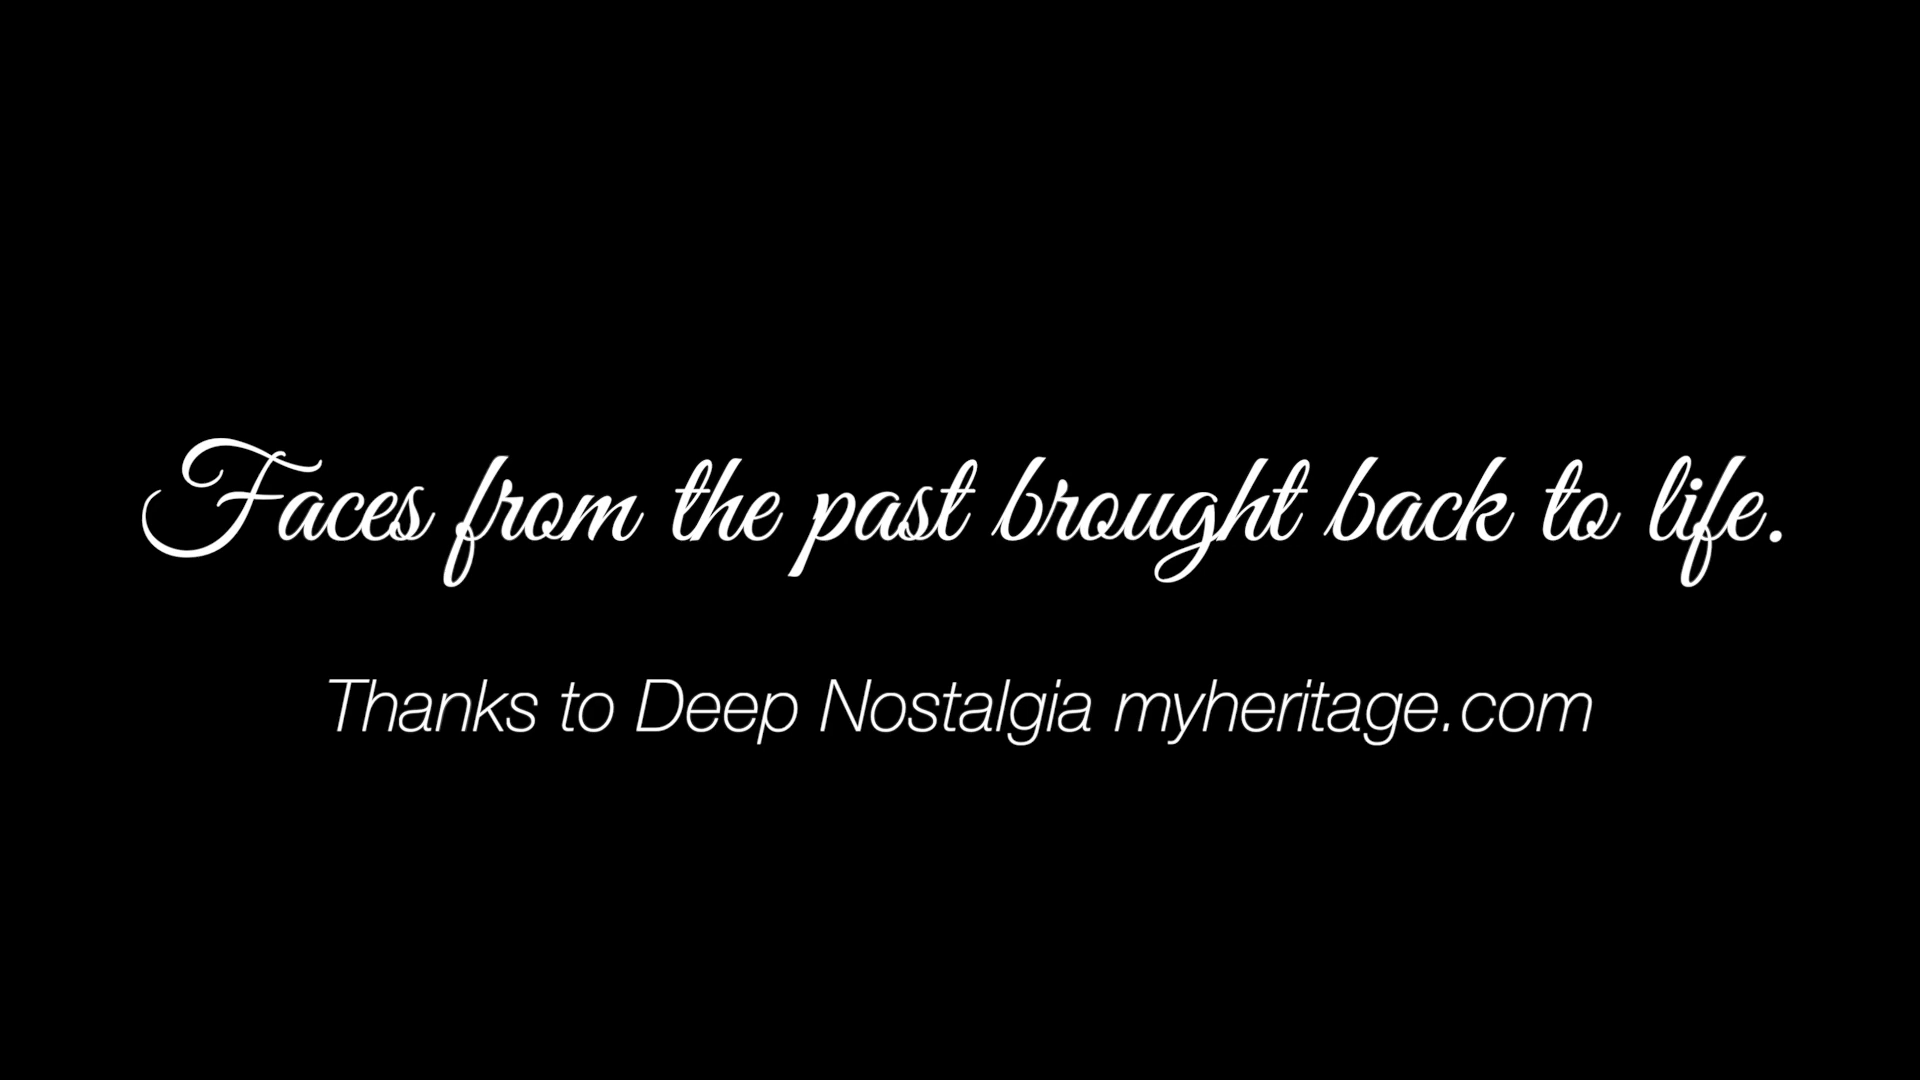 Faces from the past brought back to life.
Thanks to Deep Nostalgia myheritage.com